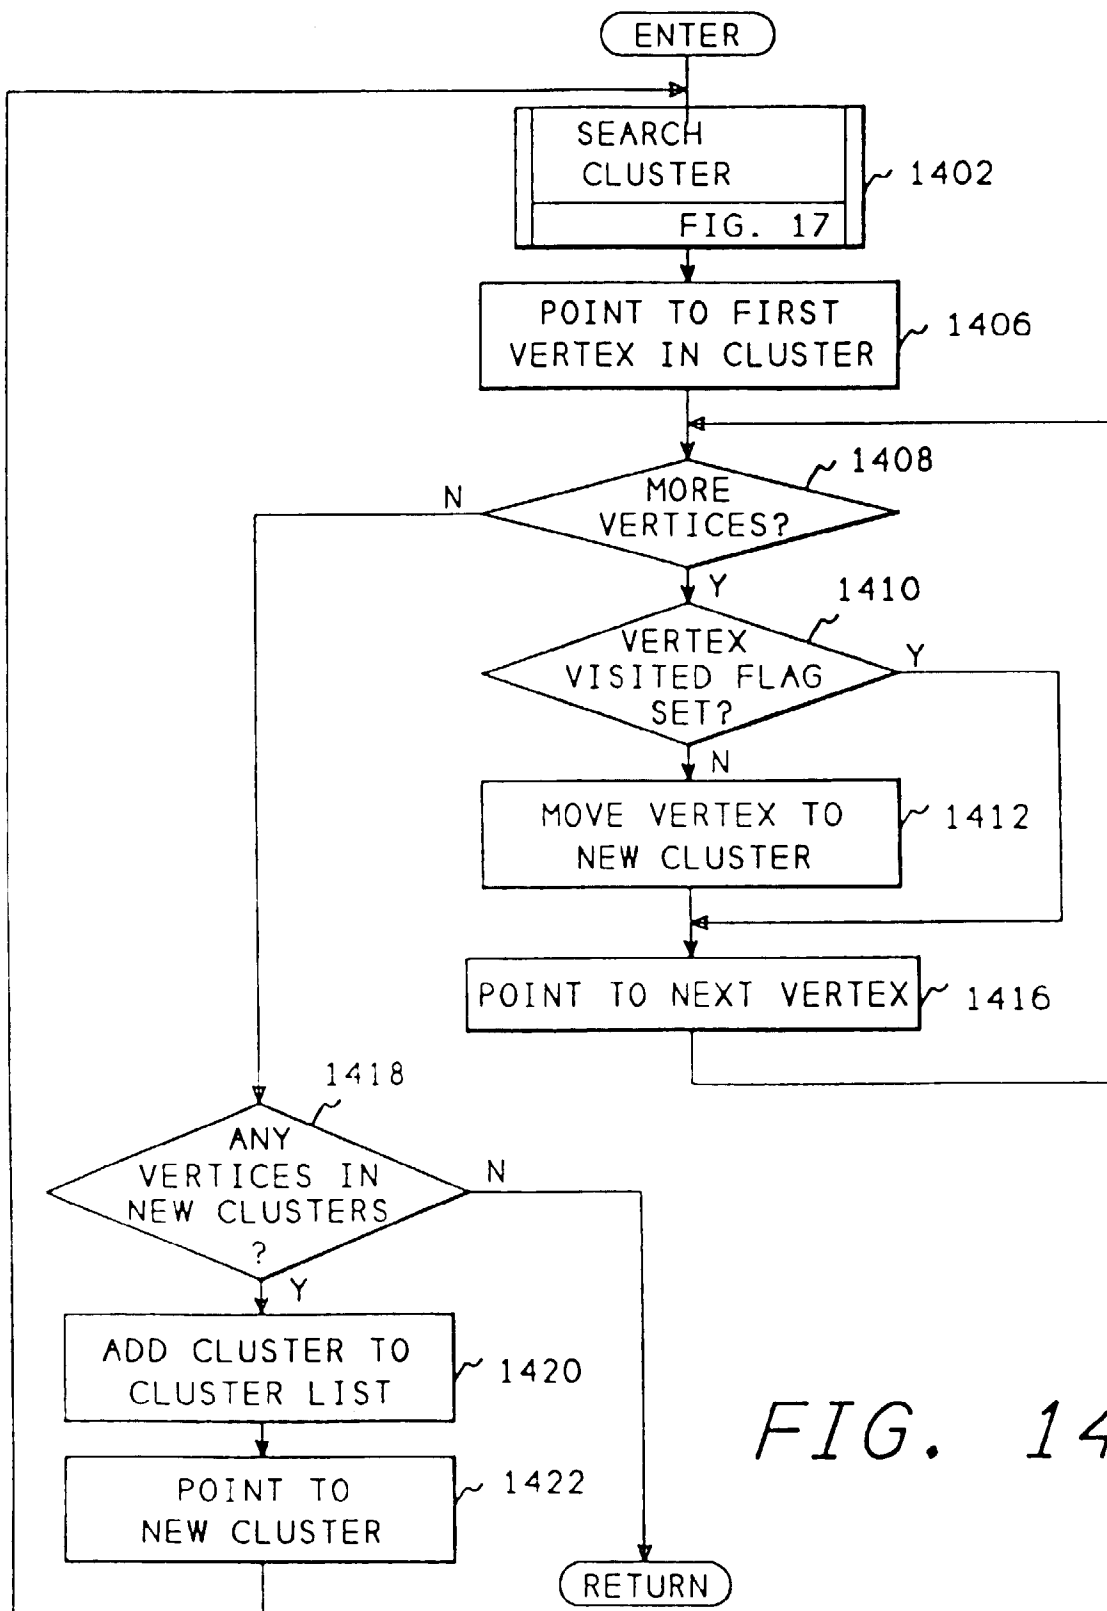 ENTER
SEARCH
CLUSTER
FIG. 17
1402
POINT TO FIRST
VERTEX IN CLUSTER
1406
1408
MORE
VERTICES?
N
Y
1410
VERTEX
VISITED FLAG
SET?
Y
N
MOVE VERTEX TO
NEW CLUSTER
1412
POINT TO NEXT VERTEX
1416
1418
ANY
VERTICES IN
NEW CLUSTERS
?
N
Y
ADD CLUSTER TO
CLUSTER LIST
1420
POINT TO
NEW CLUSTER
1422
RETURN
FIG. 14